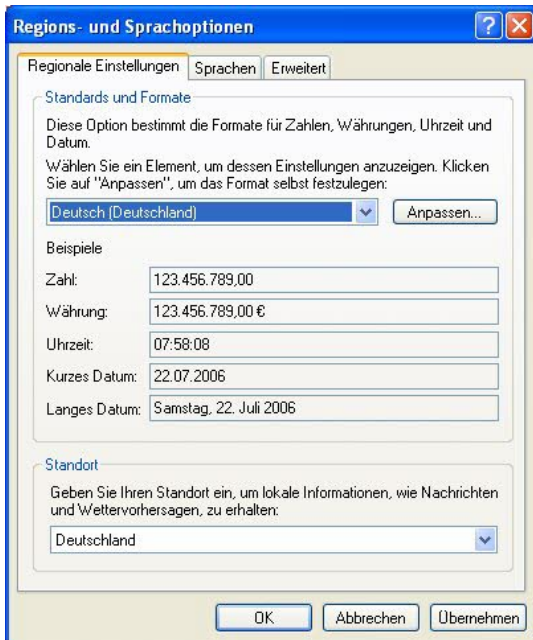 Regions- und Sprachoptionen
Regionale Einstellungen Sprachen Erweitert
Standards und Formate
Diese Option bestimmt die Formate für Zahlen, Währungen, Uhrzeit und
Datum.
Wählen Sie ein Element, um dessen Einstellungen anzuzeigen. Klicken
Sie auf "Anpassen", um das Format selbst festzulegen:
Deutsch (Deutschland) Anpassen...
Beispiele
Zahl: 123.456.789,00
Währung: 123.456.789,00 €
Uhrzeit: 07:58:08
Kurzes Datum: 22.07.2006
Langes Datum: Samstag, 22. Juli 2006
Standort
Geben Sie Ihren Standort ein, um lokale Informationen, wie Nachrichten
und Wettervorhersagen, zu erhalten:
Deutschland
OK Abbrechen Übernehmen